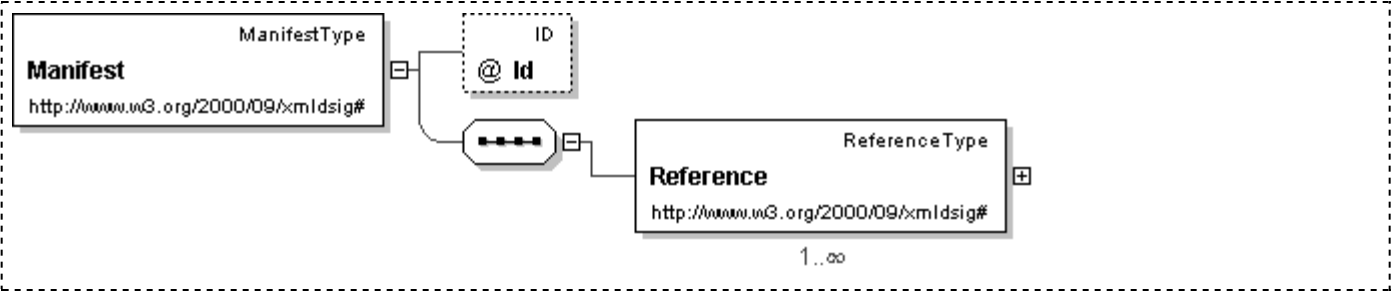 ManifestType
Manifest
http://www.w3.org/2000/09/xmldsig#
ID
@ Id
ReferenceType
Reference
http://www.w3.org/2000/09/xmldsig#
1..∞